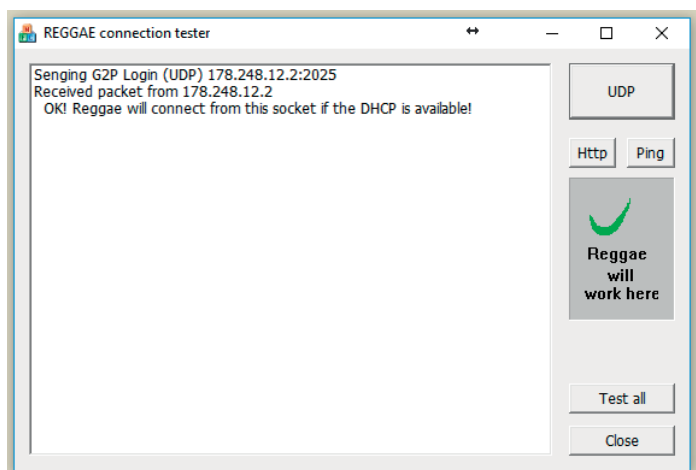 REGGAE connection tester
Senging G2P Login (UDP) 178.248.12.2:2025
Received packet from 178.248.12.2
OK! Reggae will connect from this socket if the DHCP is available!
UDP
Http
Ping
Reggae
will
work here
Test all
Close